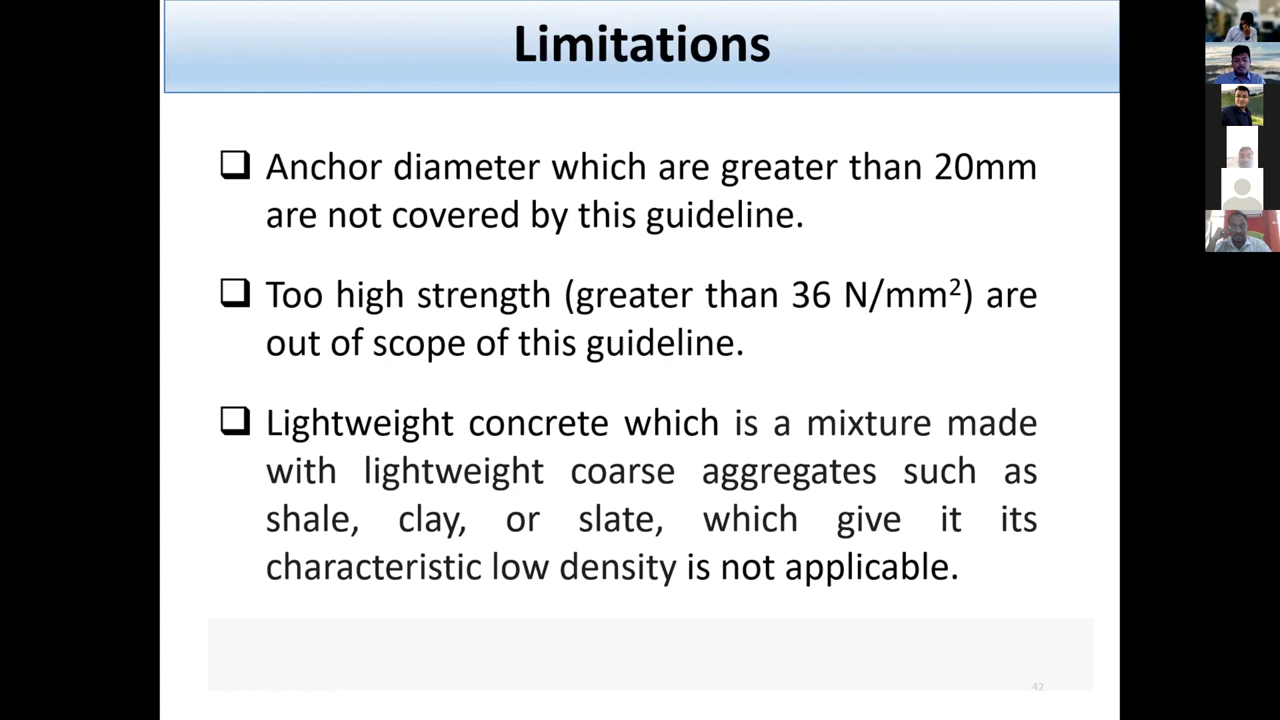 Limitations
Anchor diameter which are greater than 20mm
are not covered by this guideline.
Too high strength (greater than 36 N/mm²) are
out of scope of this guideline.
Lightweight concrete which is a mixture made
with lightweight coarse aggregates such as
shale, clay, or slate, which give it its
characteristic low density is not applicable.
42